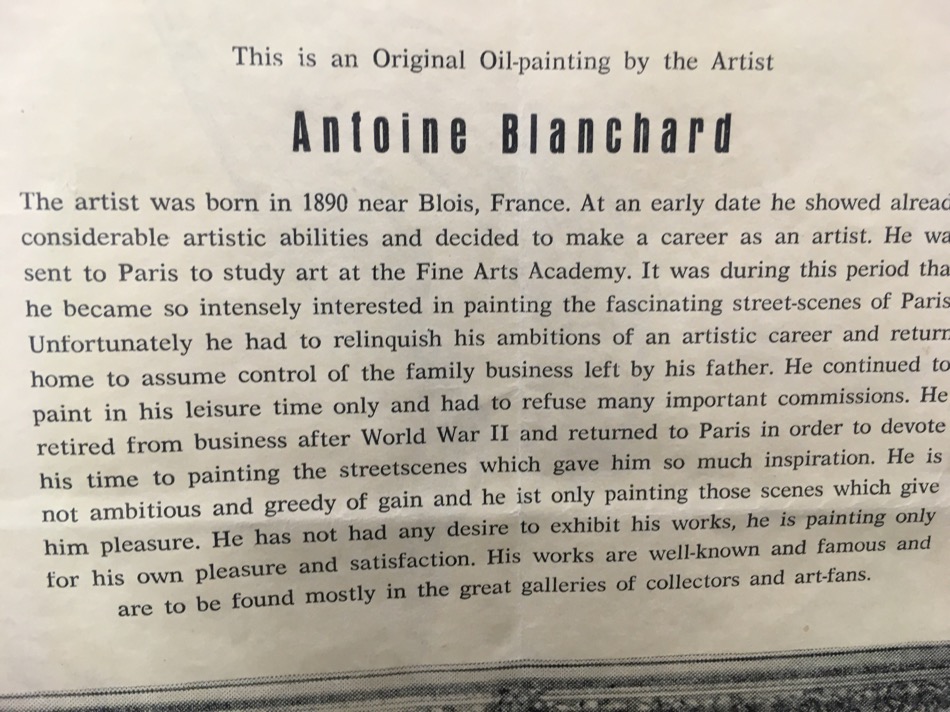 This is an Original Oil-painting by the Artist
Antoine Blanchard
The artist was born in 1890 near Blois, France. At an early date he showed alread
considerable artistic abilities and decided to make a career as an artist. He wa
sent to Paris to study art at the Fine Arts Academy. It was during this period tha
he became so intensely interested in painting the fascinating street-scenes of Paris
Unfortunately he had to relinquish his ambitions of an artistic career and return
home to assume control of the family business left by his father. He continued to
paint in his leisure time only and had to refuse many important commissions. He
retired from business after World War II and returned to Paris in order to devote
his time to painting the streetscenes which gave him so much inspiration. He is
not ambitious and greedy of gain and he ist only painting those scenes which give
him pleasure. He has not had any desire to exhibit his works, he is painting only
for his own pleasure and satisfaction. His works are well-known and famous and
are to be found mostly in the great galleries of collectors and art-fans.